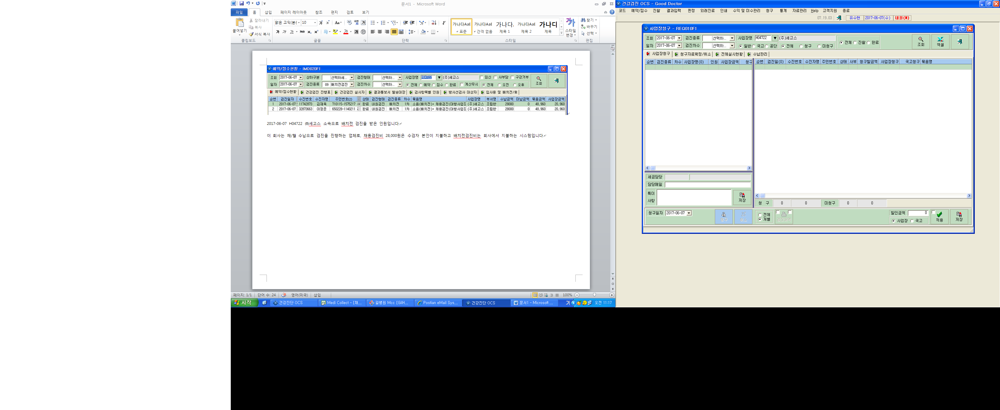 문서1 - Microsoft Word
파일 홈 삽입 페이지 레이아웃 참조 편지 검토 보기
붙여넣기 잘라내기 복사 서식 복사
맑은 고딕(본 10
가나다AaB 가나다AaB 가나다. 가나다AaB 가나다
표준 간격 없음 제목 1 제목 2 제목
스타일 변경 찾기 바꾸기 선택
클립보드 글꼴 단락 스타일 편집
예약/접수현황 - IMD020F1
조회 2017-06-07 상하구분 선택하세... 검진형태 선택하... 사업장명 H04722 (주)세고스 임신 사부담 구강거부 조회
일자 2017-06-07 검진종류 09 배치전검진 검진차수 선택하... 전체 예약 접수 완료 계산무시 전체 오전 오후
예약/접수현황 건강검진 진행표 건강검진 실시자 결과통보서 발송대장 검사항목별 인원 방사선검사 대상자 입사용 및 배치전/후
순번 검진일자 수진번호 수진자명 주민번호(2) 상태 검진형태 검진종류 차수 묶음명 사업장명 부서명 수납금액 미납금액 묶음금액 사업장금액
1 2017-06-07 11742873 김재욱 710115-1575217 완료 내원검진 배치전 1차 소음(배치전)+ 채용검진(대행사업장 (주)세고스 조립반 28000 0 48,960 20,960
2 2017-06-07 32873663 이정준 650228-1140211 완료 내원검진 배치전 1차 소음(배치전)+ 채용검진(대행사업장 (주)세고스 조립반 28000 0 48,960 20,960
2017-06-07 H04722 ㈜세고스 소속으로 배치전 검진을 받은 인원입니다.
이 회사는 채/혈 수납으로 검진을 진행하는 업체로, 채용검진비 28,000원은 수검자 본인이 지불하고 배치전검진비는 회사에서 지불하는 시스템입니다.
페이지: 1/1 단어 수: 24 영어(미국) 삽입 100%
시작 건강진단 OCS Medi Collect - [채... 길병원 Mcc [GilH... Postian eMail Sys... 건강진단 OCS 문서1 - Microsoft ... 오전 11:17
건강검진 OCS - Good Doctor
코드 예약/접수 진찰 결과입력 판정 외래진료 인쇄 수익 및 미수관리 청구 통계 자료관리 Help 고객지원 종료
07.19.03 유수현 2017-06-07(수) 내원(M)
사업장청구 - REQ010F1
조회 2017-06-07 검진종류 선택하... 사업장명 H04722 (주)세고스 전체 진찰 완료 조회 엑셀
일자 2017-06-07 검진차수 선택하... 일반 국고 공단 전체 청구 미청구
사업장청구 청구자료확정/취소 전체실시현황 수납관리
순번 검진종류 차수 사업장명(0) 인원 사업장금액 청구
순번 검진일(0) 수진번호 수진자명 주민번호 상태 사부 청구할금액 사업장청구 국고청구 묶음명
세금담당
담당메일
특이 사항 저장
청 구 0 0 미청구 0 0
청구일자 2017-06-07 청구 취소 전체 개별 검진내역 할인금액 0 사업장 국고 적용 저장